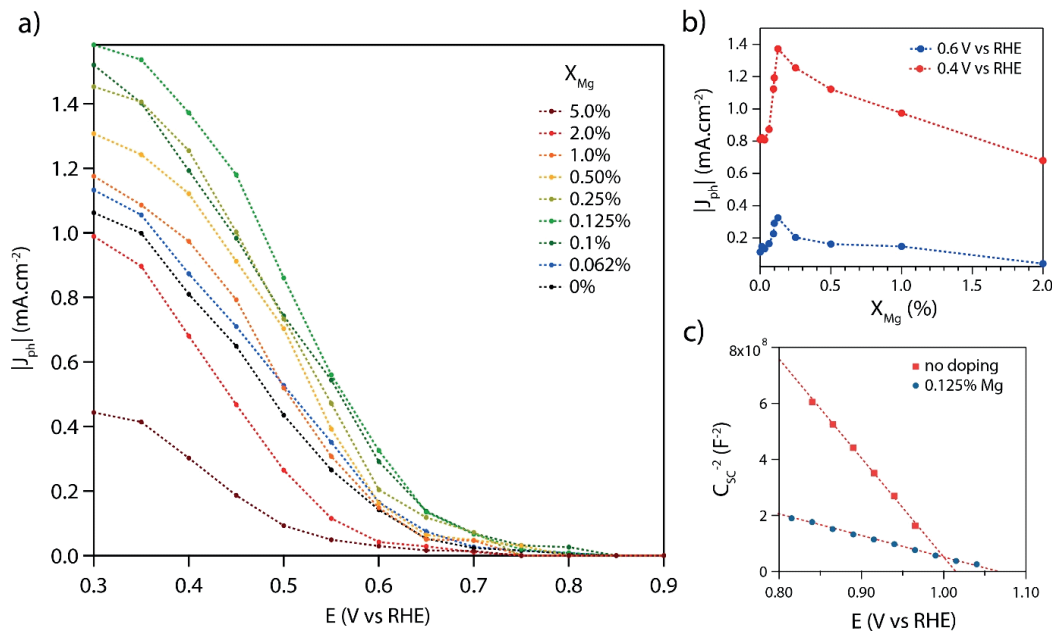 a)
|J_ph| (mA.cm⁻²)
1.4
1.2
1.0
0.8
0.6
0.4
0.2
0.0
0.3
0.4
0.5
0.6
0.7
0.8
0.9
E (V vs RHE)
X_Mg
5.0%
2.0%
1.0%
0.50%
0.25%
0.125%
0.1%
0.062%
0%
b)
|J_ph| (mA.cm⁻²)
1.4
1.2
1.0
0.8
0.6
0.4
0.2
0.0
0.5
1.0
1.5
2.0
X_Mg (%)
0.6 V vs RHE
0.4 V vs RHE
c)
C_SC⁻² (F⁻²)
8x10⁸
6
4
2
0
0.80
0.90
1.00
1.10
E (V vs RHE)
no doping
0.125% Mg